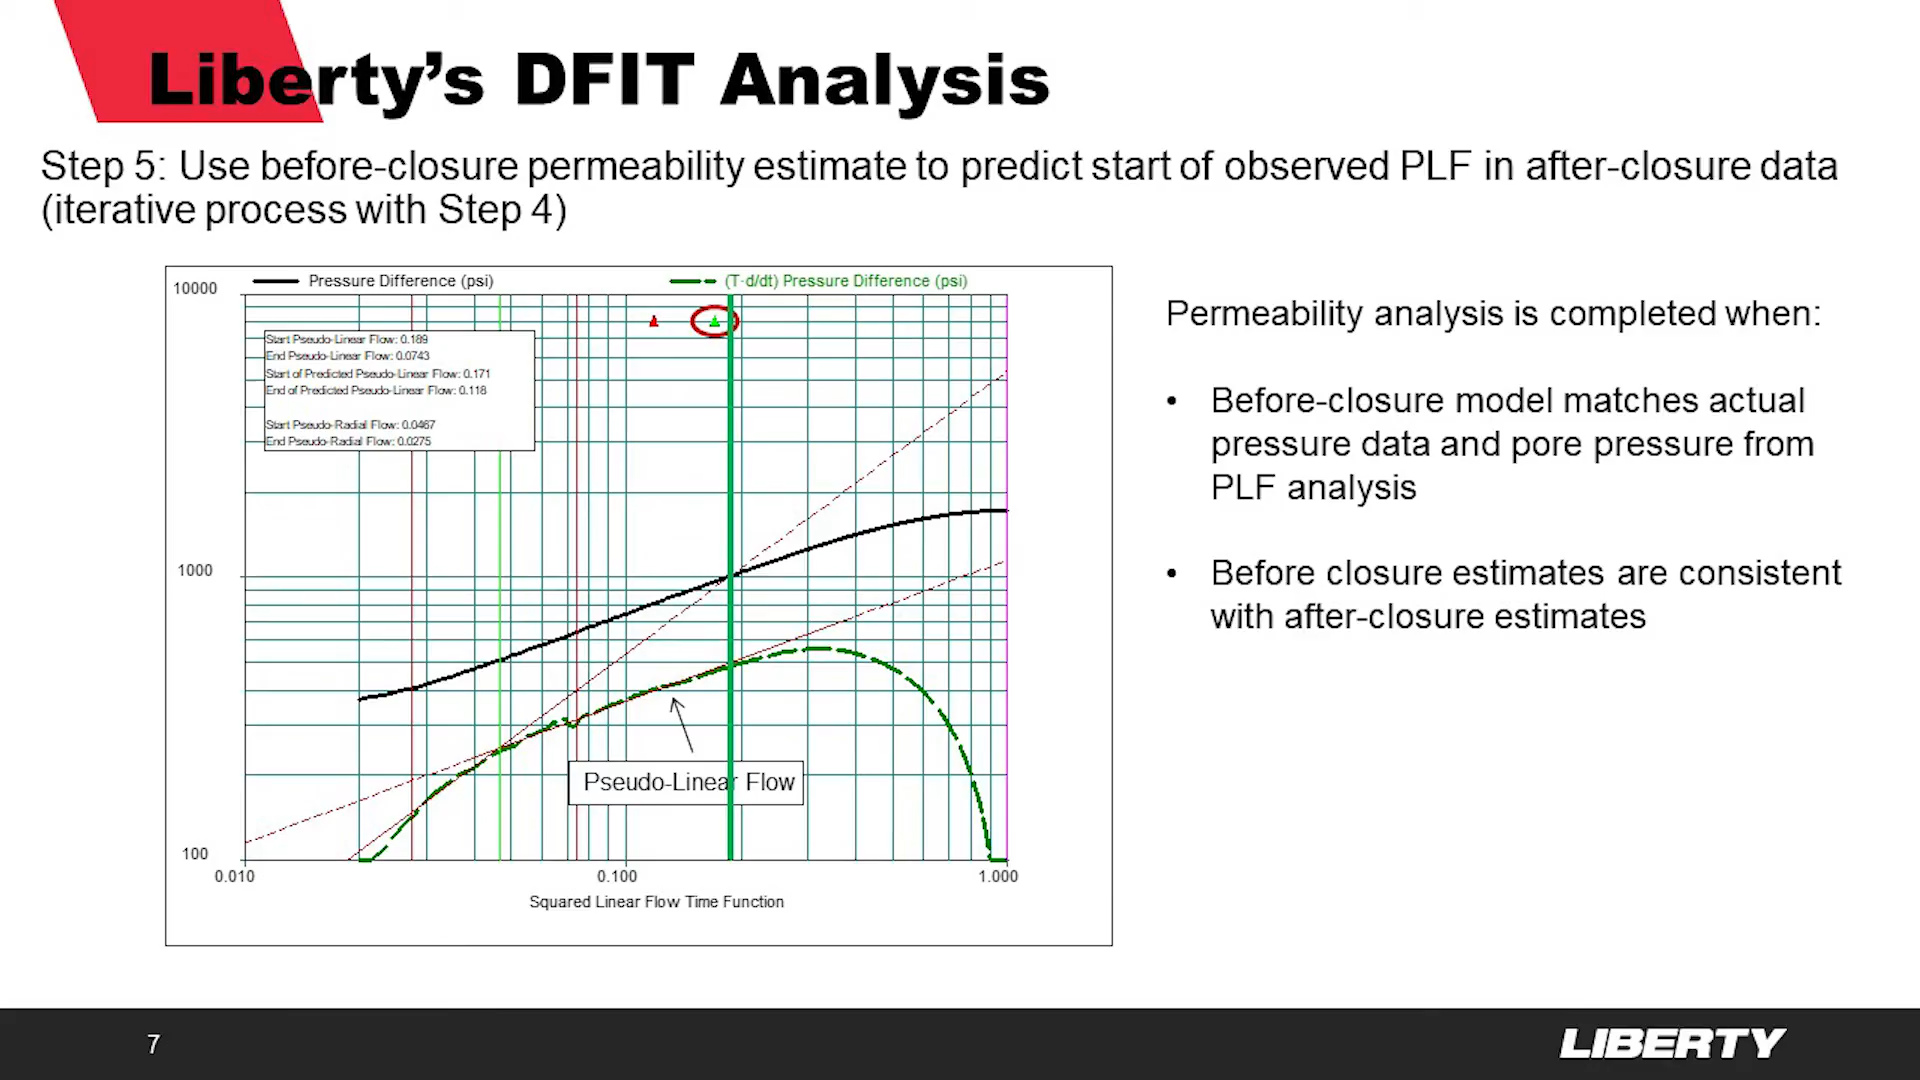 Liberty’s DFIT Analysis
Step 5: Use before-closure permeability estimate to predict start of observed PLF in after-closure data
(iterative process with Step 4)
Pressure Difference (psi)
(T·d/dt) Pressure Difference (psi)
10000
Start Pseudo-Linear Flow: 0.189
End Pseudo-Linear Flow: 0.0743
Start of Predicted Pseudo-Linear Flow: 0.171
End of Predicted Pseudo-Linear Flow: 0.118
Start Pseudo-Radial Flow: 0.0467
End Pseudo-Radial Flow: 0.0275
1000
Pseudo-Linear Flow
100
0.010
0.100
1.000
Squared Linear Flow Time Function
Permeability analysis is completed when:
• Before-closure model matches actual
pressure data and pore pressure from
PLF analysis
• Before closure estimates are consistent
with after-closure estimates
7
LIBERTY